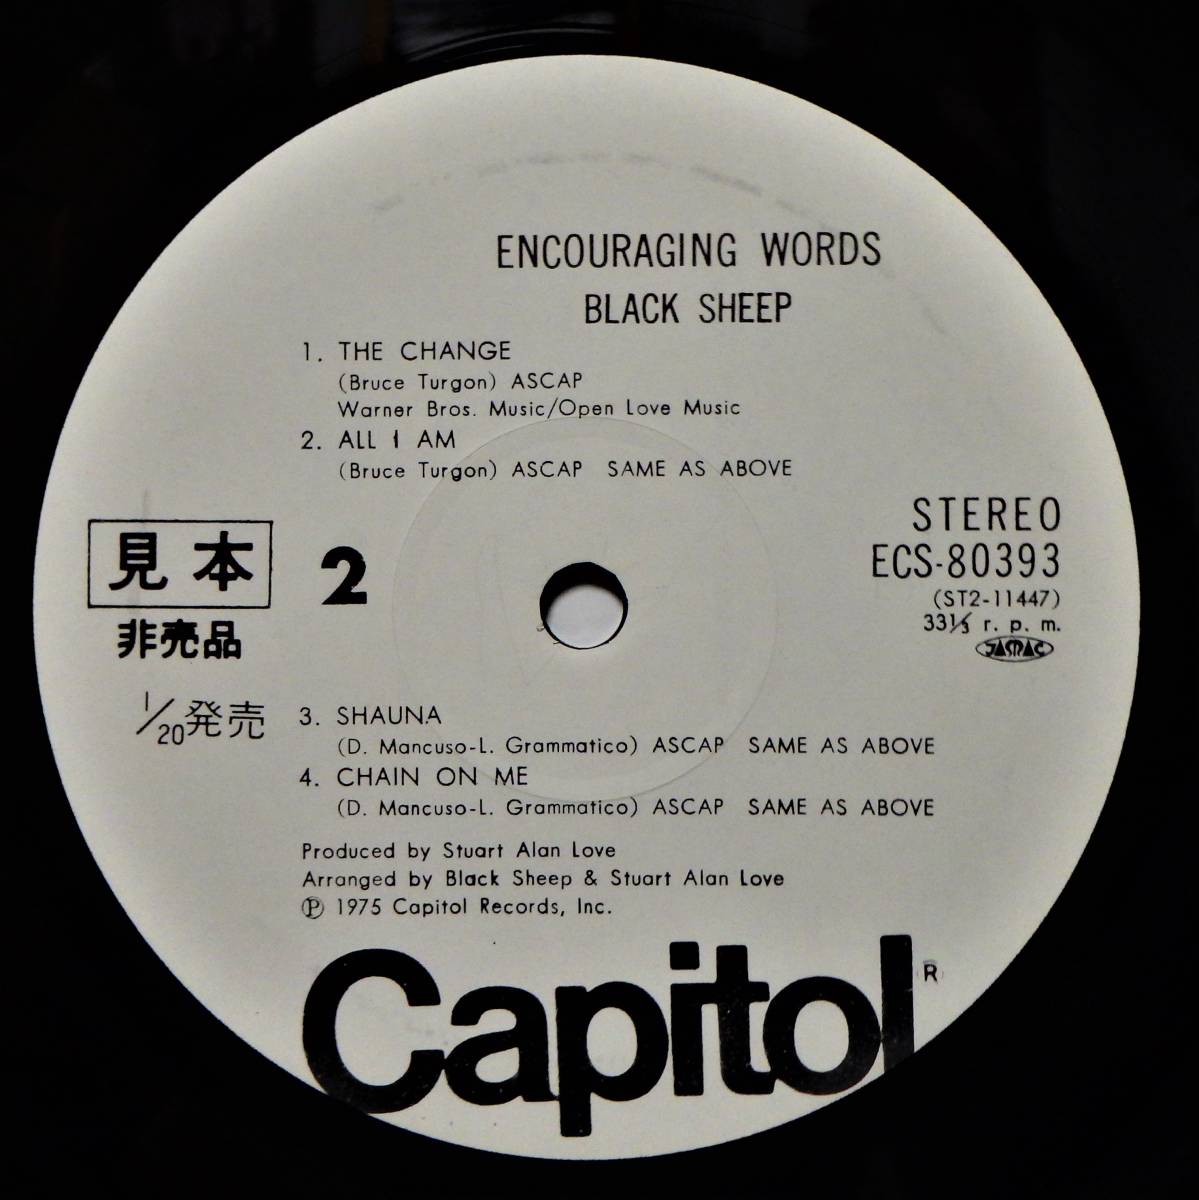 ENCOURAGING WORDS
BLACK SHEEP
1. THE CHANGE
(Bruce Turgon) ASCAP
Warner Bros. Music/Open Love Music
2. ALL I AM
(Bruce Turgon) ASCAP SAME AS ABOVE
見本
非売品
1/20発売
2
STEREO
ECS-80393
(ST2-11447)
33⅓ r. p. m.
JASRAC
3. SHAUNA
(D. Mancuso-L. Grammatico) ASCAP SAME AS ABOVE
4. CHAIN ON ME
(D. Mancuso-L. Grammatico) ASCAP SAME AS ABOVE
Produced by Stuart Alan Love
Arranged by Black Sheep & Stuart Alan Love
Ⓟ 1975 Capitol Records, Inc.
Capitol®